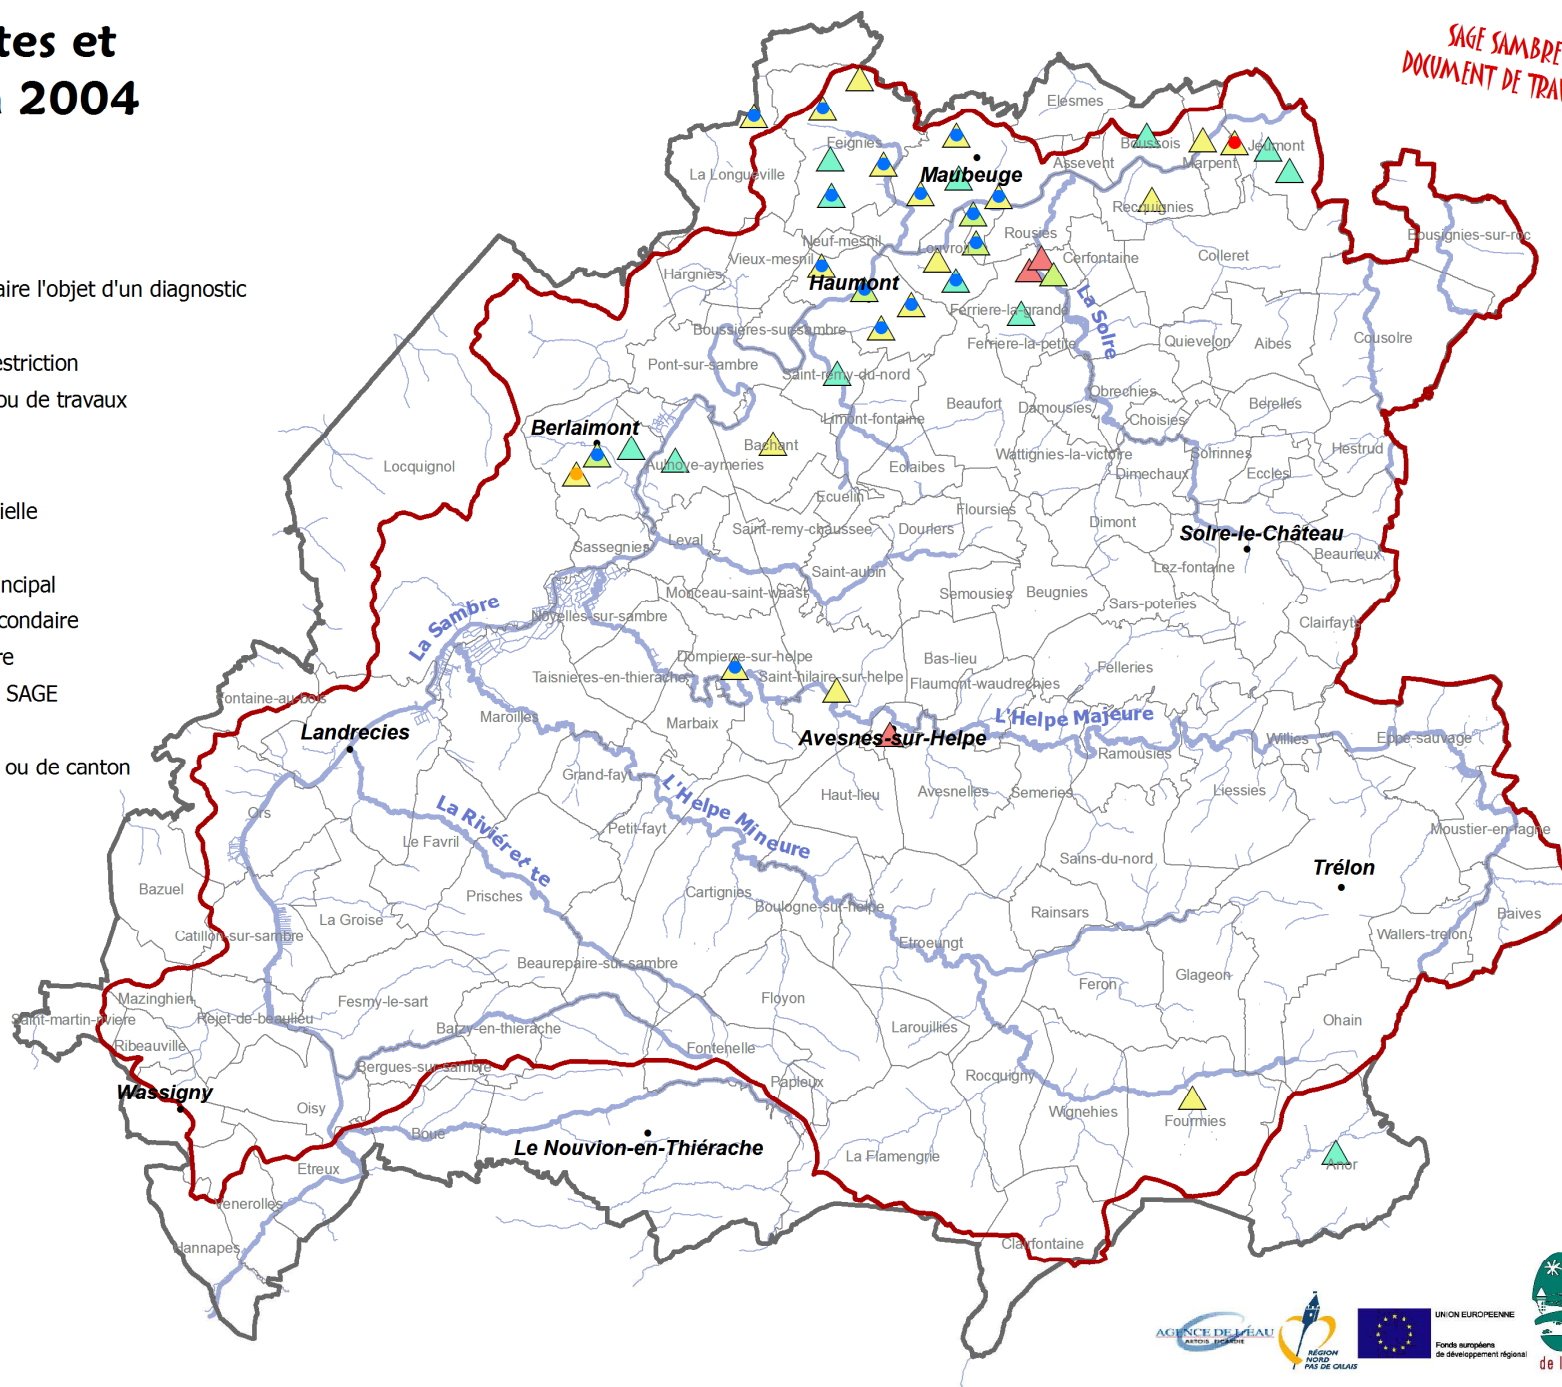 tes et
2004
SAGE SAMBRE
DOCUMENT DE TRAV
aire l'objet d'un diagnostic
estriction
ou de travaux
ielle
ncipal
condaire
re
SAGE
ou de canton
Elesmes
Feignies
Boussois
Jeumont
Maubeuge
Assevent
Marpent
La Longueville
Recquignies
Neuf-mesnil
Louvroil
Rousies
Bousignies-sur-roc
Vieux-mesnil
Cerfontaine
Colleret
Hargnies
Haumont
La Solre
Ferriere-la-grande
Boussières-sur-sambre
Ferriere-la-petite
Quievelon
Aibes
Cousolre
Pont-sur-sambre
Saint-remy-du-nord
Obrechies
Beaufort
Damousies
Berelles
Limont-fontaine
Choisies
Berlaimont
Bachant
Hestrud
Wattignies-la-victoire
Solrinnes
Locquignol
Aulnoye-aymeries
Eclaibes
Dimechaux
Eccles
Ecuelin
Floursies
Saint-remy-chaussee
Dourlers
Dimont
Solre-le-Château
Sassegnies
Leval
Beaurieux
Saint-aubin
Lez-fontaine
Monceau-saint-waast
Semousies
Beugnies
Sars-poteries
La Sambre
Noyelles-sur-sambre
Clairfayts
Dompierre-sur-helpe
Bas-lieu
Felleries
Taisnieres-en-thierache
Saint-hilaire-sur-helpe
Flaumont-waudrechies
Fontaine-au-bois
Maroilles
Marbaix
L'Helpe Majeure
Landrecies
Avesnes-sur-Helpe
Willies
Eppe-sauvage
Ramousies
Grand-fayt
Haut-lieu
Avesnelles
Semeries
Liessies
L'Helpe Mineure
Ors
La Riviérette
Petit-fayt
Moustier-en-fagne
Le Favril
Sains-du-nord
Trélon
Bazuel
Prisches
Cartignies
Boulogne-sur-helpe
La Groise
Rainsars
Baives
Catillon-sur-sambre
Etroeungt
Wallers-trelon
Beaurepaire-sur-sambre
Glageon
Feron
Mazinghien
Fesmy-le-sart
Floyon
Saint-martin-riviere
Rejet-de-beaulieu
Barzy-en-thierache
Larouillies
Ohain
Ribeauville
Fontenelle
Bergues-sur-sambre
Rocquigny
Papleux
Wassigny
Oisy
Wignehies
Fourmies
Boue
Le Nouvion-en-Thiérache
La Flamengrie
Anor
Etreux
Venerolles
Hannapes
Clairfontaine
UNION EUROPEENNE
AGENCE DE L'EAU
ARTOIS PICARDIE
Fonds européens
de développement régional
RÉGION
NORD
PAS DE CALAIS
de l